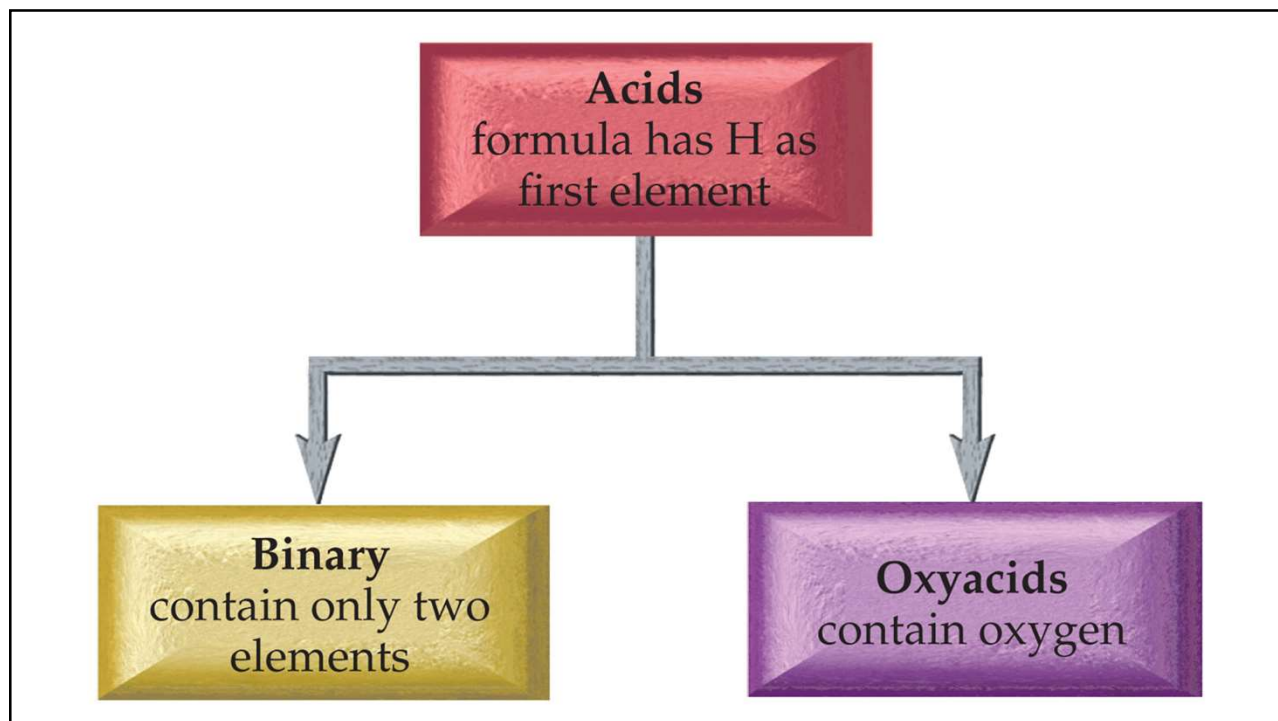 Acids
formula has H as
first element
Binary
contain only two
elements
Oxyacids
contain oxygen